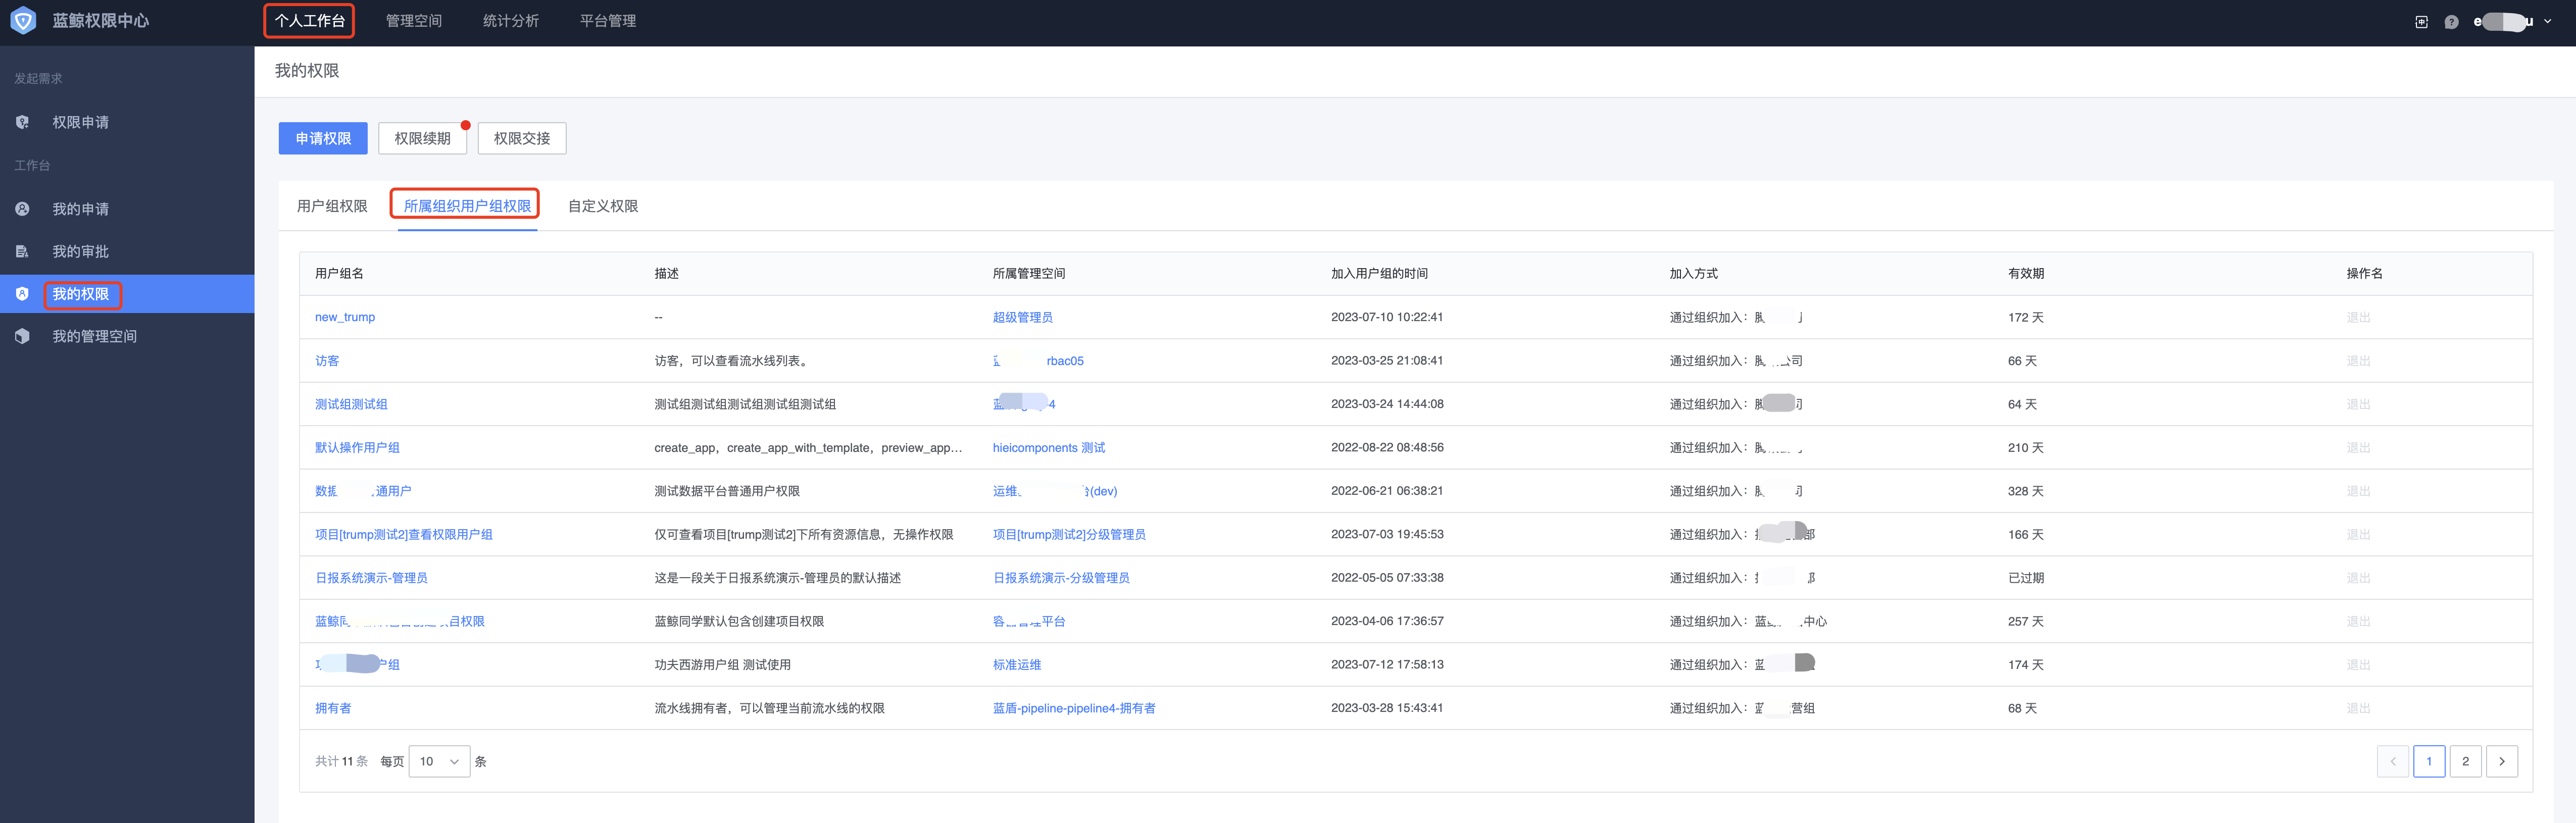 蓝鲸权限中心 个人工作台 管理空间 统计分析 平台管理
发起需求
权限申请
工作台
我的申请
我的审批
我的权限
我的管理空间
我的权限
申请权限 权限续期 权限交接
用户组权限 所属组织用户组权限 自定义权限
用户组名 描述 所属管理空间 加入用户组的时间 加入方式 有效期 操作名
new_trump -- 超级管理员 2023-07-10 10:22:41 通过组织加入： 172 天 退出
访客 访客，可以查看流水线列表。 rbac05 2023-03-25 21:08:41 通过组织加入： 公司 66 天 退出
测试组测试组 测试组测试组测试组测试组测试组 4 2023-03-24 14:44:08 通过组织加入： 64 天 退出
默认操作用户组 create_app，create_app_with_template，preview_app... hieicomponents 测试 2022-08-22 08:48:56 通过组织加入： 210 天 退出
数据 通用户 测试数据平台普通用户权限 运维 (dev) 2022-06-21 06:38:21 通过组织加入： 328 天 退出
项目[trump测试2]查看权限用户组 仅可查看项目[trump测试2]下所有资源信息，无操作权限 项目[trump测试2]分级管理员 2023-07-03 19:45:53 通过组织加入： 部 166 天 退出
日报系统演示-管理员 这是一段关于日报系统演示-管理员的默认描述 日报系统演示-分级管理员 2022-05-05 07:33:38 通过组织加入： 已过期 退出
蓝鲸 目权限 蓝鲸同学默认包含创建项目权限 平台 2023-04-06 17:36:57 通过组织加入：蓝 中心 257 天 退出
组 功夫西游用户组 测试使用 标准运维 2023-07-12 17:58:13 通过组织加入：蓝 174 天 退出
拥有者 流水线拥有者，可以管理当前流水线的权限 蓝盾-pipeline-pipeline4-拥有者 2023-03-28 15:43:41 通过组织加入：蓝 营组 68 天 退出
共计 11 条 每页 10 条 1 2